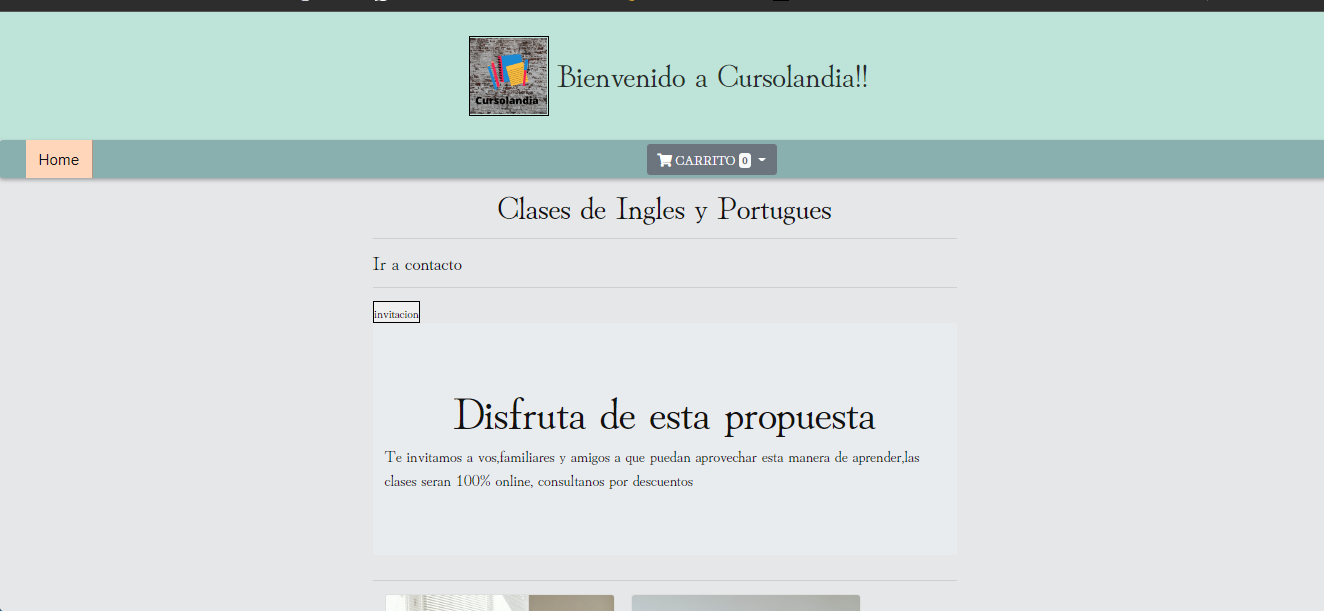 Cursolandia
Bienvenido a Cursolandia!!
Home
CARRITO 0
Clases de Ingles y Portugues
Ir a contacto
invitacion
Disfruta de esta propuesta
Te invitamos a vos,familiares y amigos a que puedan aprovechar esta manera de aprender,las
clases seran 100% online, consultanos por descuentos